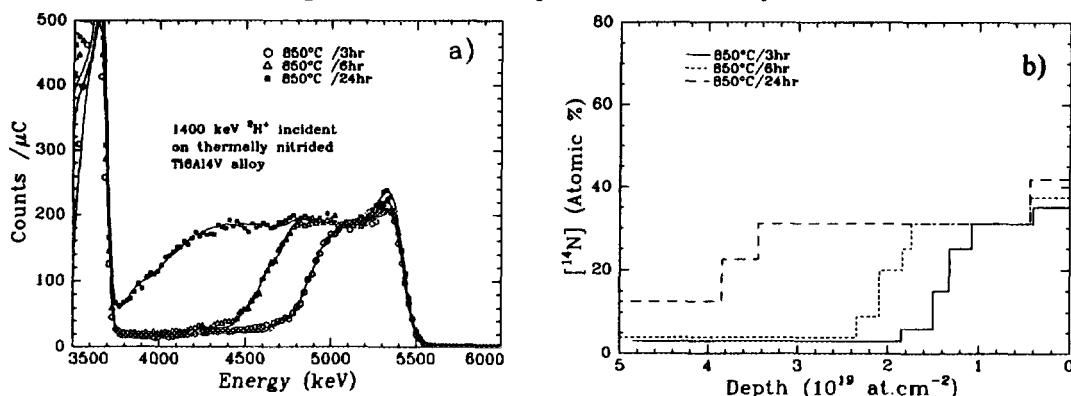 a)
500
400
300
200
100
0
Counts /μC
○ 850°C /3hr
△ 850°C /6hr
■ 850°C /24hr
1400 keV ²H⁺ incident
on thermally nitrided
Ti6Al4V alloy
3500 4000 4500 5000 5500 6000
Energy (keV)
b)
80
60
40
20
0
[¹⁴N] (Atomic %)
850°C/3hr
850°C/6hr
850°C/24hr
5 4 3 2 1 0
Depth (10¹⁹ at.cm⁻²)